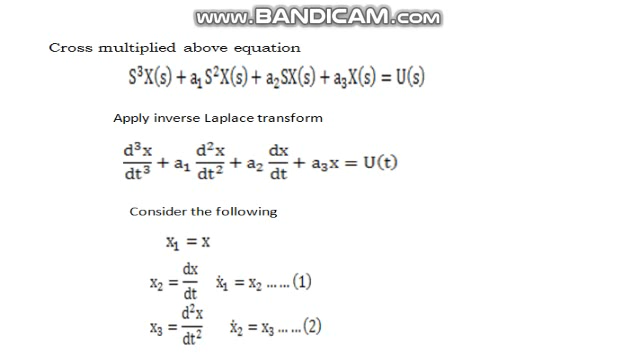 www.BANDICAM.com
Cross multiplied above equation
S³X(s) + a₁S²X(s) + a₂SX(s) + a₃X(s) = U(s)
Apply inverse Laplace transform
d³x/dt³ + a₁ d²x/dt² + a₂ dx/dt + a₃x = U(t)
Consider the following
x₁ = x
x₂ = dx/dt ẋ₁ = x₂ ...... (1)
x₃ = d²x/dt² ẋ₂ = x₃ ...... (2)